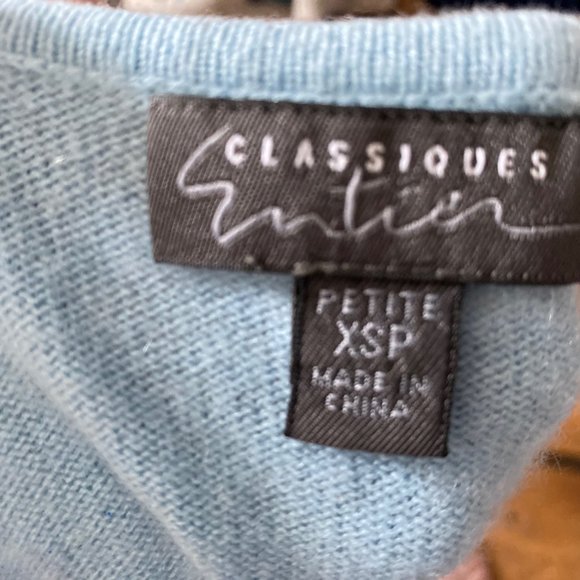 CLASSIQUES
Entier
PETITE
XSP
MADE IN
CHINA